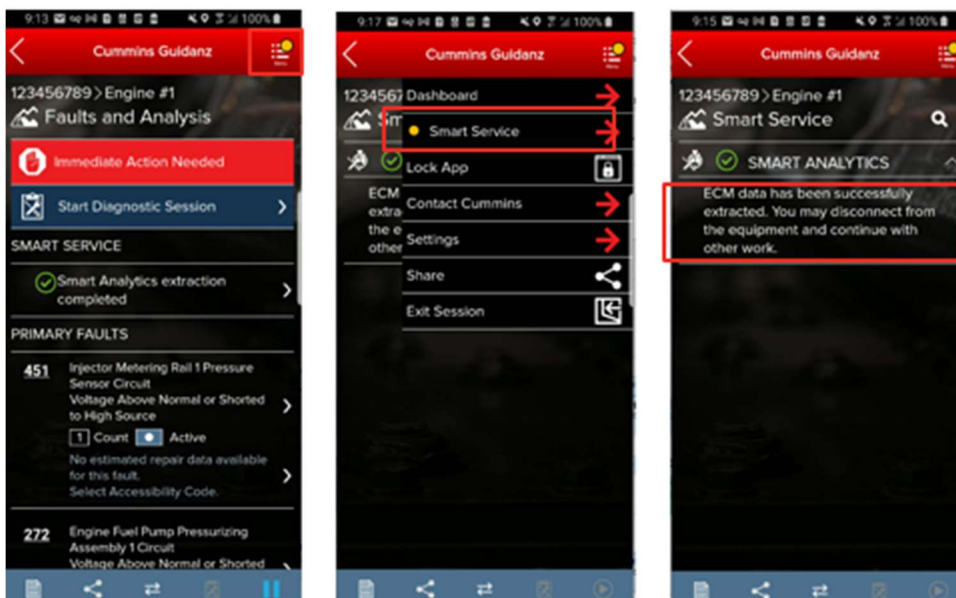 9:13 100%
Cummins Guidanz
Menu
123456789 > Engine #1
Faults and Analysis
Immediate Action Needed
Start Diagnostic Session
SMART SERVICE
Smart Analytics extraction
completed
PRIMARY FAULTS
451 Injector Metering Rail 1 Pressure
Sensor Circuit
Voltage Above Normal or Shorted
to High Source
1 Count Active
No estimated repair data available
for this fault.
Select Accessibility Code.
272 Engine Fuel Pump Pressurizing
Assembly 1 Circuit
Voltage Above Normal or Shorted
9:17 100%
Cummins Guidanz
Menu
1234567
Dashboard
Sm
Smart Service
Lock App
ECM
extra
the e
other
Contact Cummins
Settings
Share
Exit Session
9:15 100%
Cummins Guidanz
Menu
123456789 > Engine #1
Smart Service
SMART ANALYTICS
ECM data has been successfully
extracted. You may disconnect from
the equipment and continue with
other work.